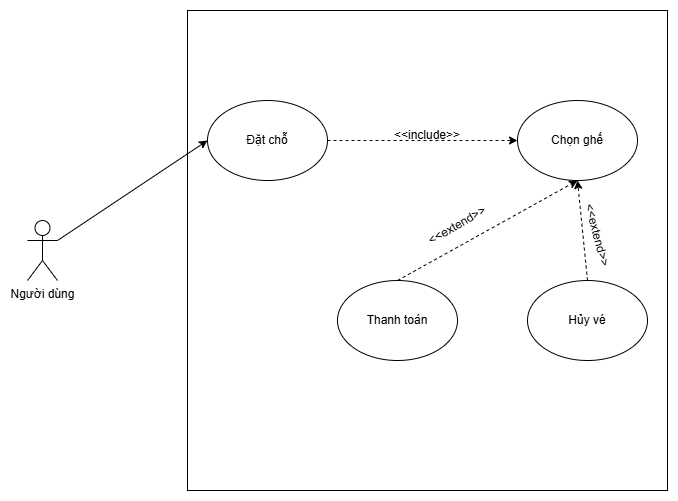 Đặt chỗ
<<include>>
Chọn ghế
<<extend>>
<<extend>>
Người dùng
Thanh toán
Hủy vé